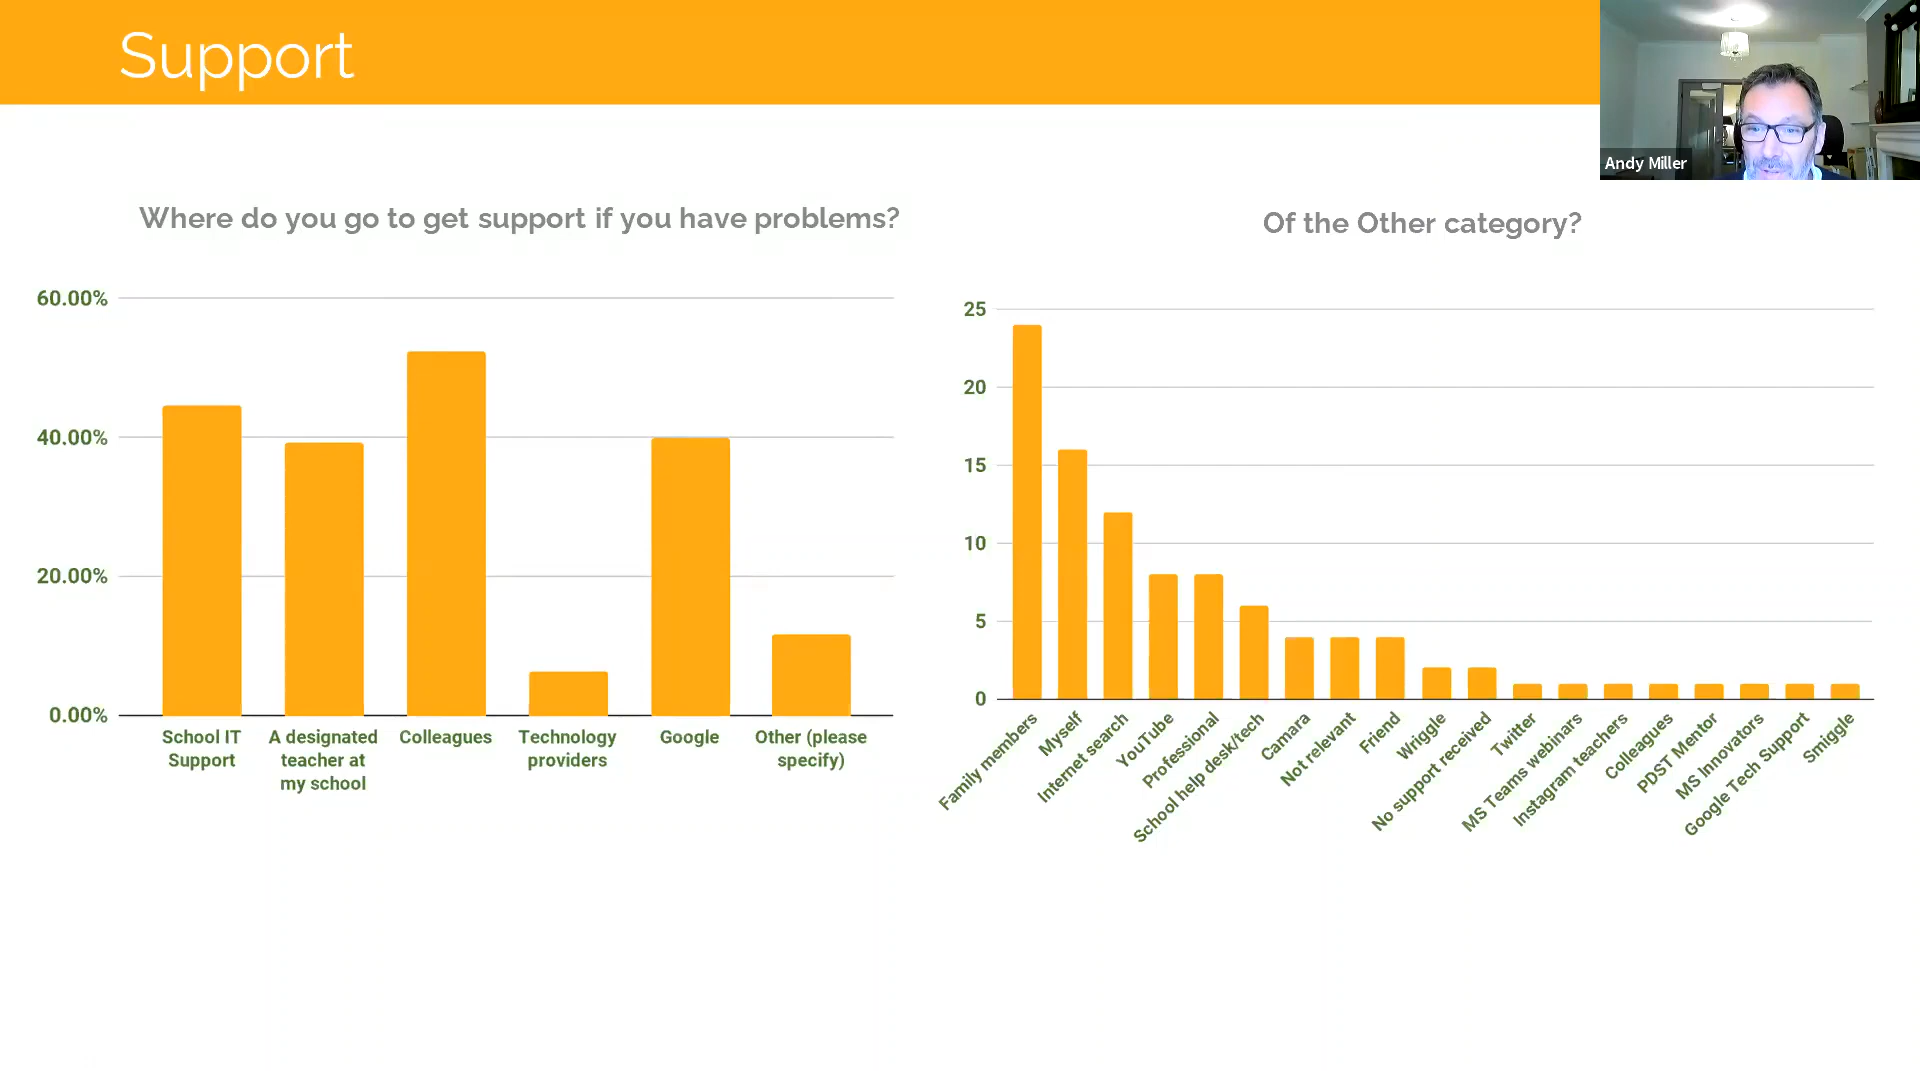 Support
Andy Miller
Where do you go to get support if you have problems?
60.00%
40.00%
20.00%
0.00%
School IT
Support
A designated
teacher at
my school
Colleagues
Technology
providers
Google
Other (please
specify)
Of the Other category?
25
20
15
10
5
0
Family members
Myself
Internet search
YouTube
Professional
School help desk/tech
Camara
Not relevant
Friend
Wriggle
No support received
Twitter
MS Teams webinars
Instagram teachers
Colleagues
PDST Mentor
MS Innovators
Google Tech Support
Smiggle